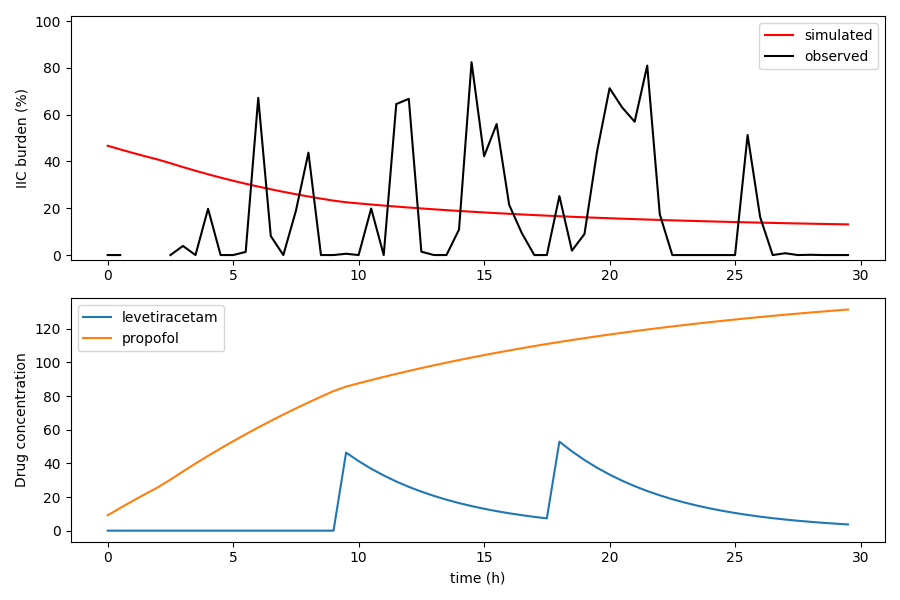 100
80
60
40
20
0
IIC burden (%)
simulated
observed
0 5 10 15 20 25 30
120
100
80
60
40
20
0
Drug concentration
levetiracetam
propofol
0 5 10 15 20 25 30
time (h)